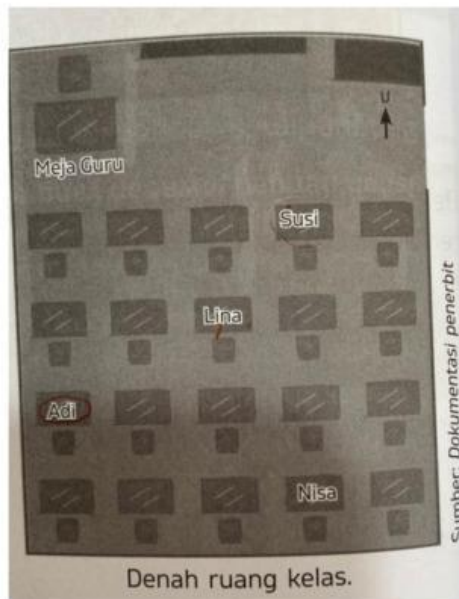 U
Meja Guru
Susi
Lina
Adi
Nisa
Sumber: Dokumentasi penerbit
Denah ruang kelas.